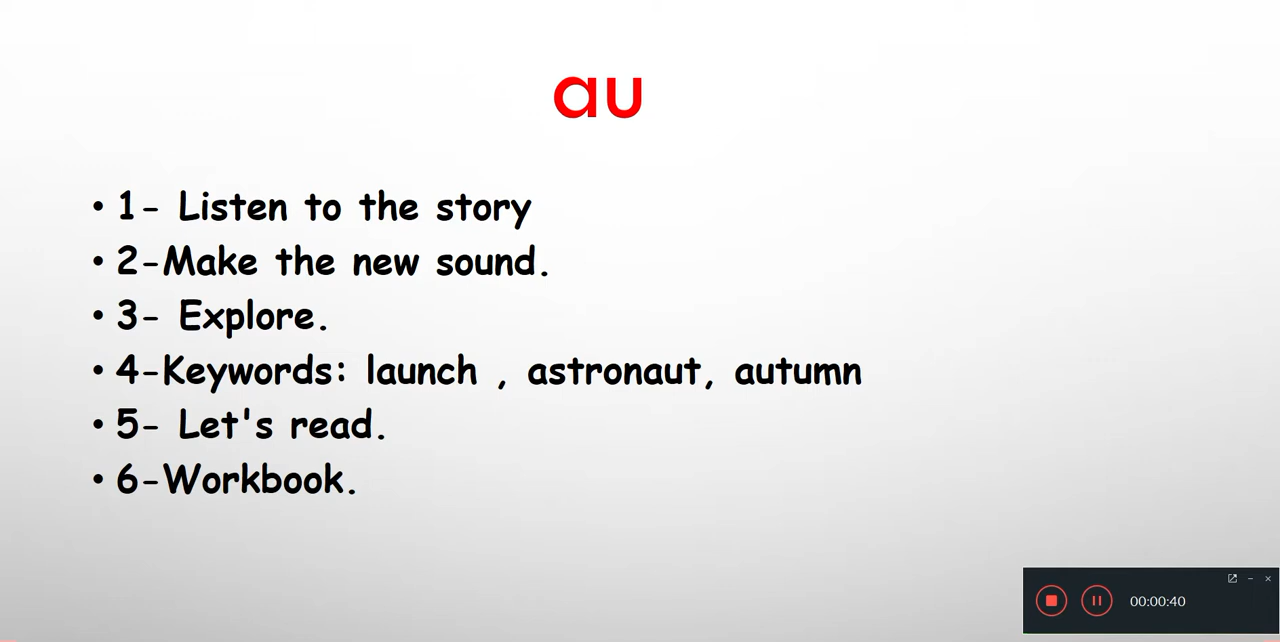 au
• 1- Listen to the story
• 2-Make the new sound.
• 3- Explore.
• 4-Keywords: launch , astronaut, autumn
• 5- Let's read.
• 6-Workbook.
00:00:40